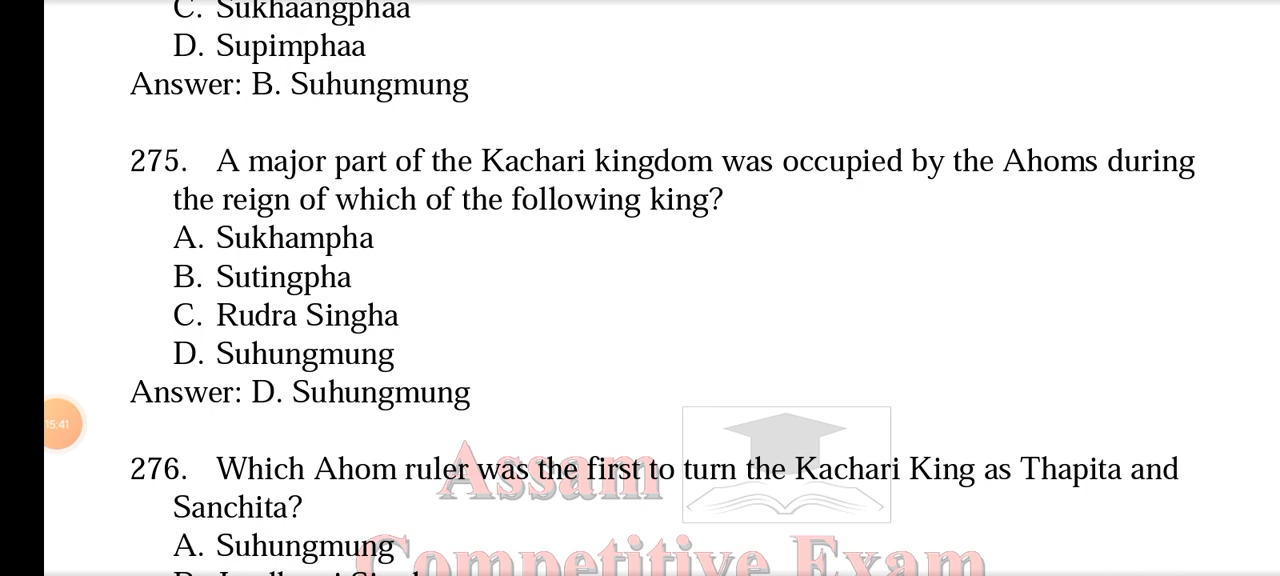 C. Sukhaangphaa
D. Supimphaa
Answer: B. Suhungmung
275. A major part of the Kachari kingdom was occupied by the Ahoms during
the reign of which of the following king?
A. Sukhampha
B. Sutingpha
C. Rudra Singha
D. Suhungmung
Answer: D. Suhungmung
15:41
276. Which Ahom ruler was the first to turn the Kachari King as Thapita and
Sanchita?
Assam
A. Suhungmung
Competitive Exam